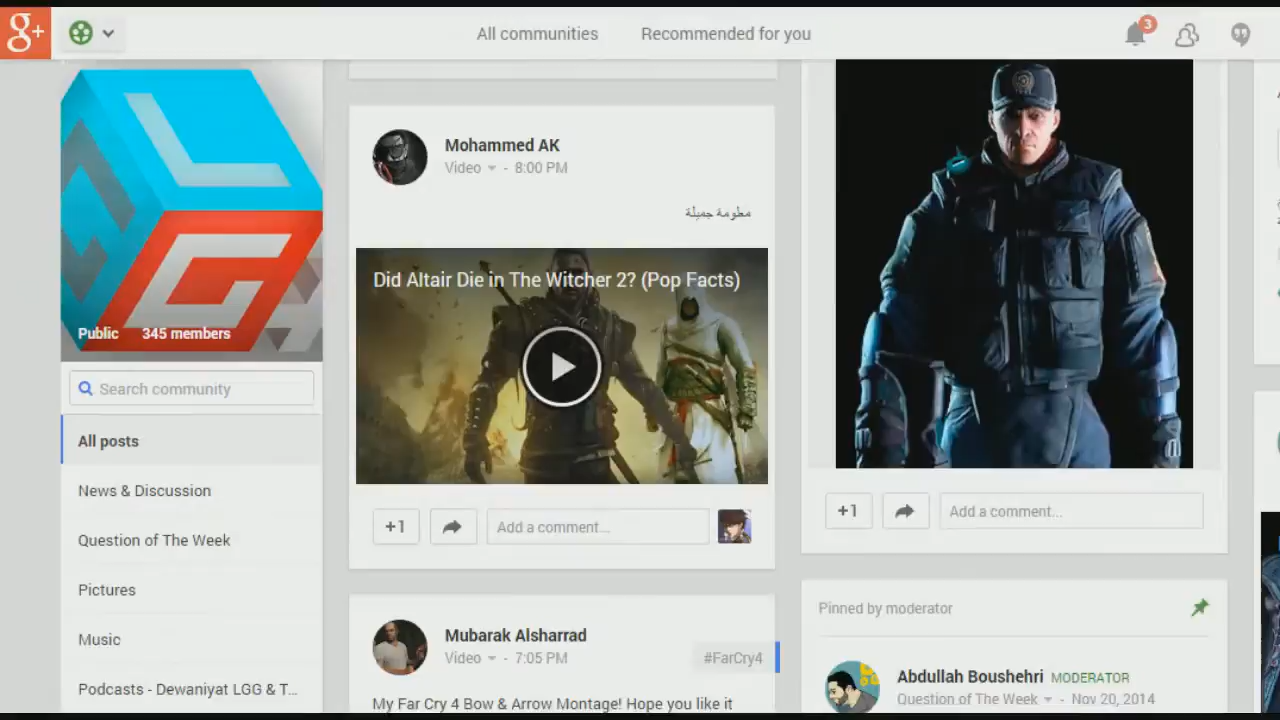 g+
All communities
Recommended for you
3
Public
345 members
Search community
All posts
News & Discussion
Question of The Week
Pictures
Music
Podcasts - Dewaniyat LGG & T...
Mohammed AK
Video - 8:00 PM
معلومة جميلة
Did Altair Die in The Witcher 2? (Pop Facts)
+1
Add a comment...
Mubarak Alsharrad
Video - 7:05 PM
#FarCry4
My Far Cry 4 Bow & Arrow Montage! Hope you like it
+1
Add a comment...
Pinned by moderator
Abdullah Boushehri MODERATOR
Question of The Week - Nov 20, 2014